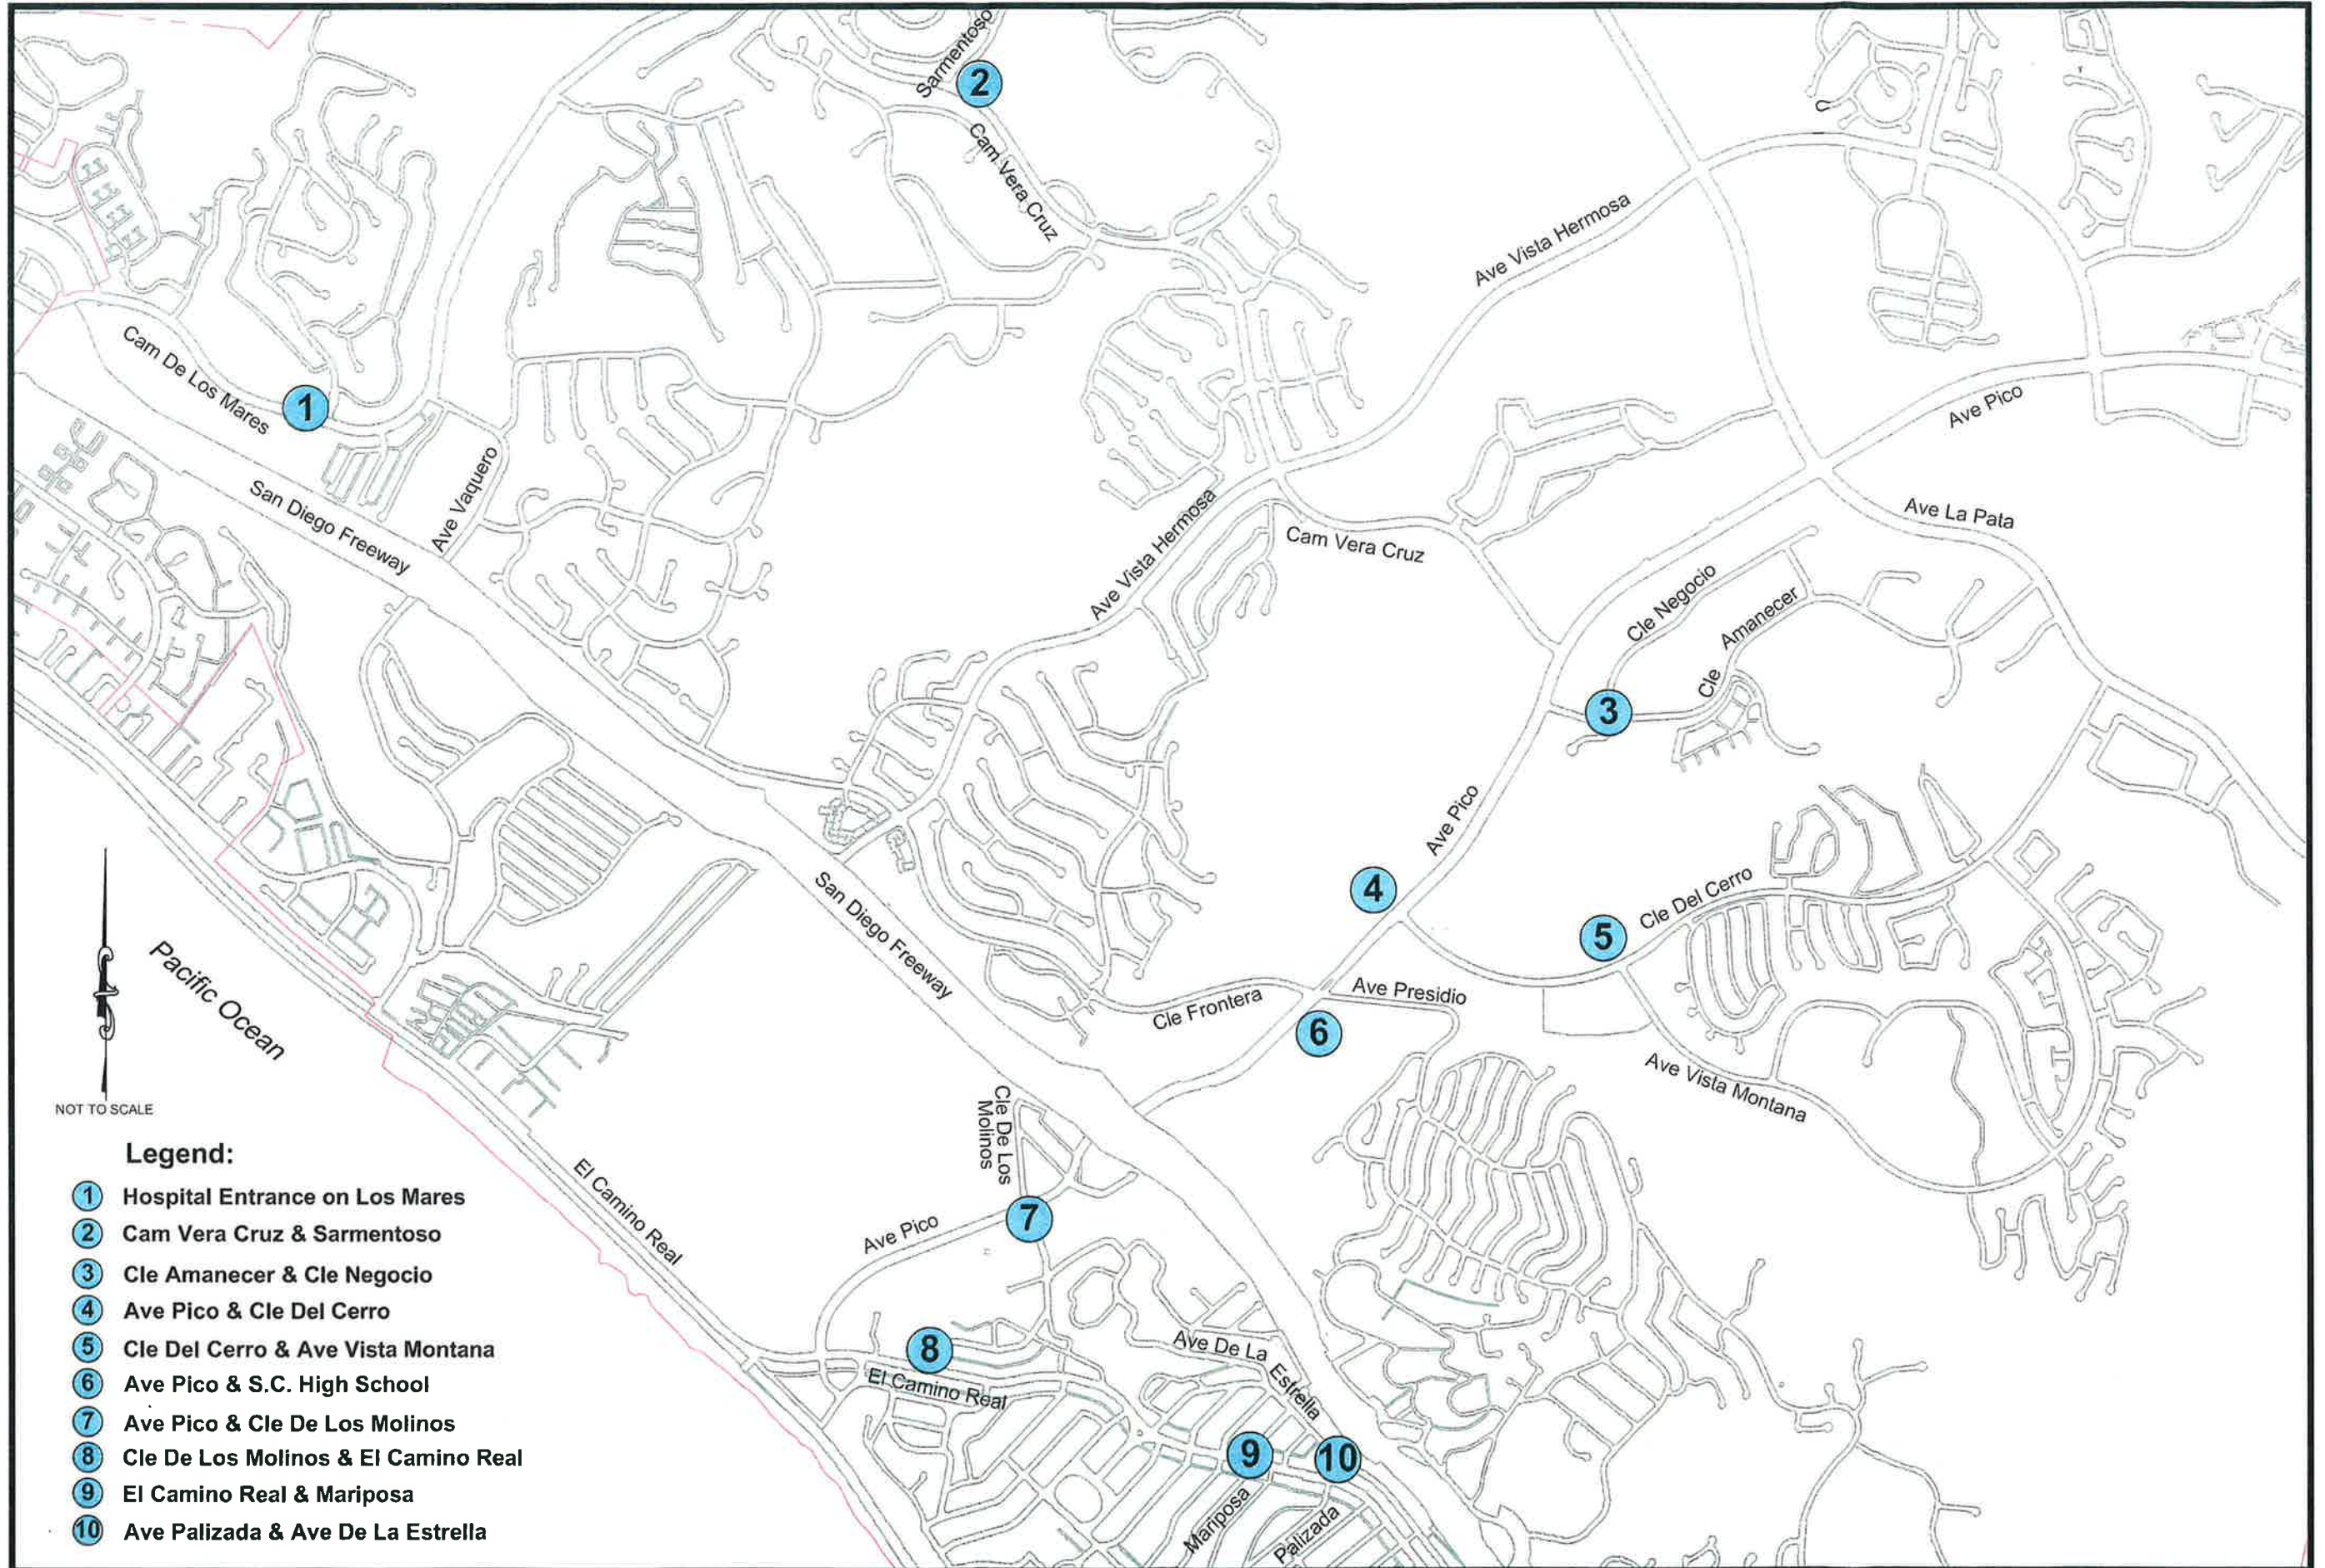 Sarmentoso
2
Cam Vera Cruz
Ave Vista Hermosa
Cam De Los Mares
1
Ave Pico
San Diego Freeway
Ave Vaquero
Ave Vista Hermosa
Cam Vera Cruz
Ave La Pata
Cle Negocio
Cle Amanecer
3
Ave Pico
4
5
Cle Del Cerro
San Diego Freeway
Pacific Ocean
Cle Frontera
Ave Presidio
6
Ave Vista Montana
NOT TO SCALE
Cle De Los
Molinos
El Camino Real
Ave Pico
7
8
El Camino Real
Ave De La Estrella
9
10
Mariposa
Palizada
Legend:
1 Hospital Entrance on Los Mares
2 Cam Vera Cruz & Sarmentoso
3 Cle Amanecer & Cle Negocio
4 Ave Pico & Cle Del Cerro
5 Cle Del Cerro & Ave Vista Montana
6 Ave Pico & S.C. High School
7 Ave Pico & Cle De Los Molinos
8 Cle De Los Molinos & El Camino Real
9 El Camino Real & Mariposa
10 Ave Palizada & Ave De La Estrella